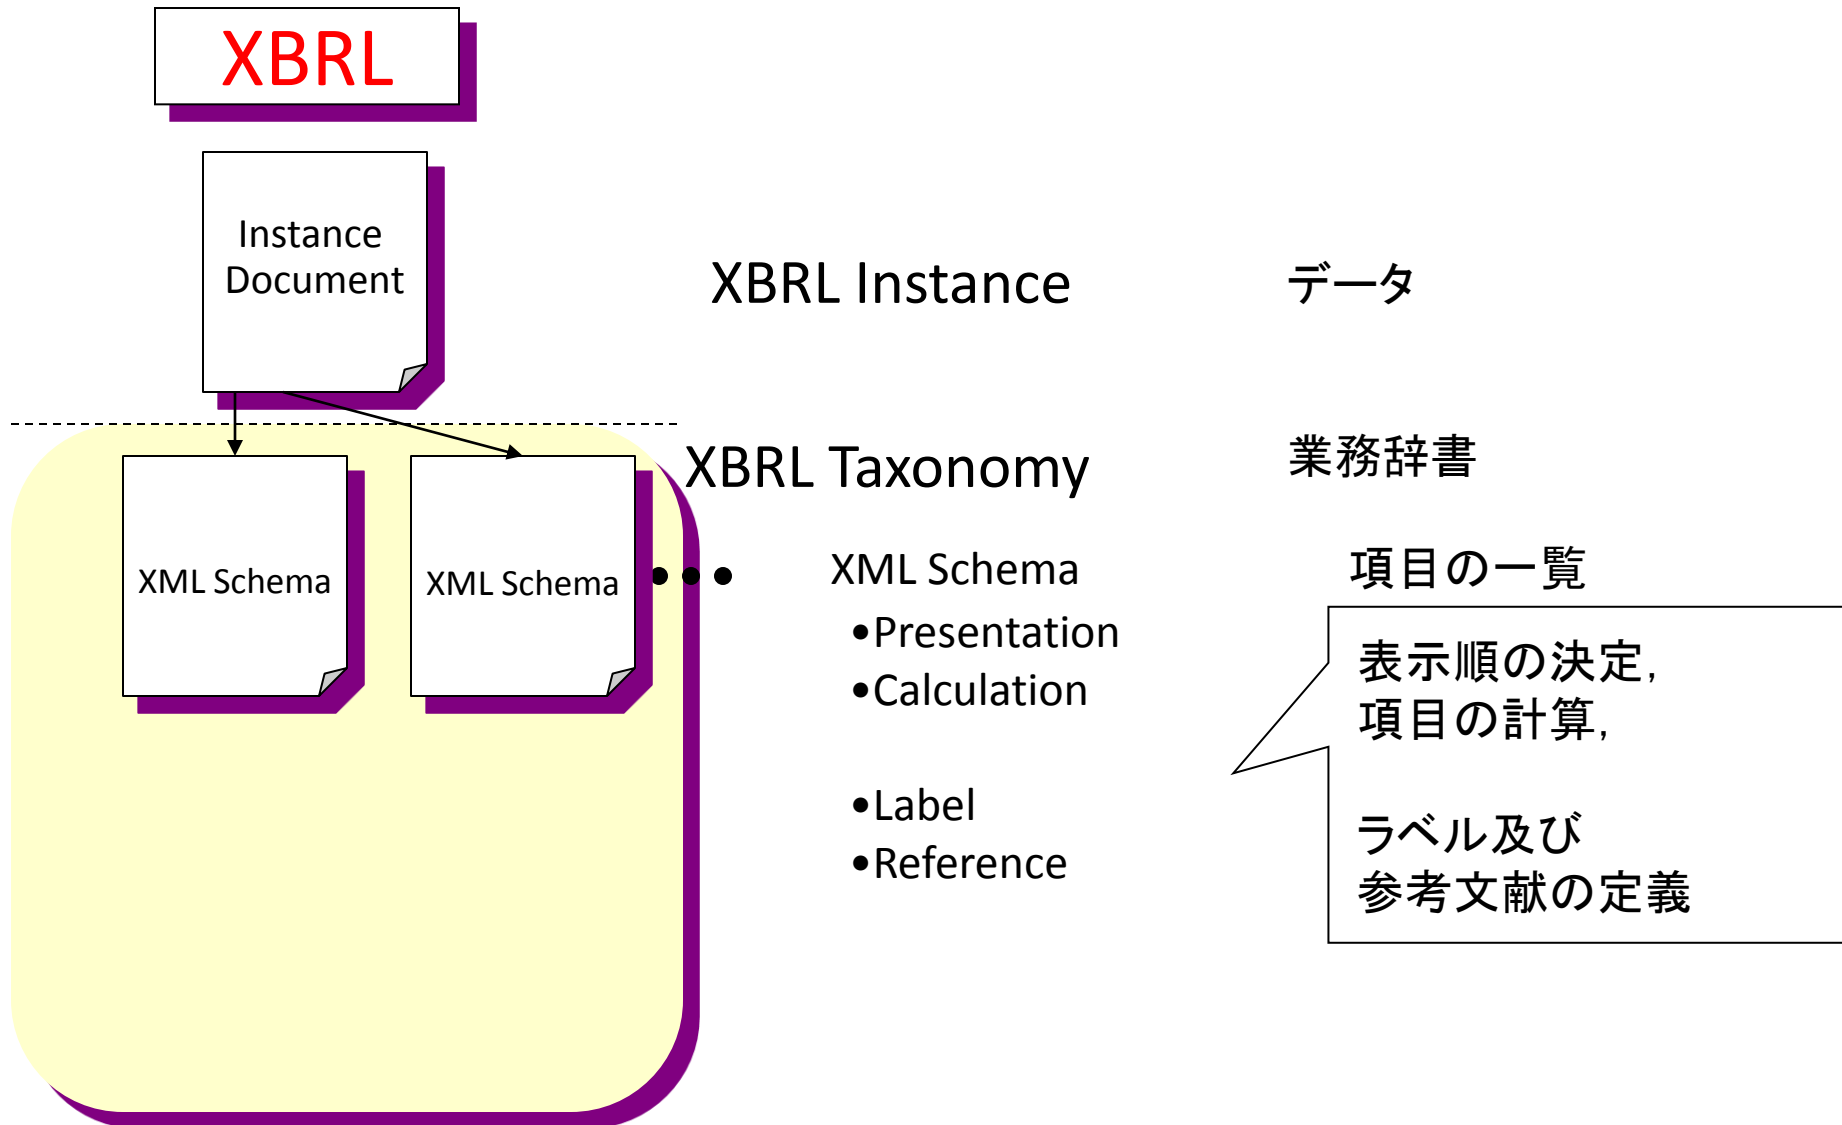 XBRL
Instance
Document
XBRL Instance
データ
XBRL Taxonomy
業務辞書
XML Schema
XML Schema
•••
XML Schema
項目の一覧
•Presentation
•Calculation
•Label
•Reference
表示順の決定,
項目の計算,
ラベル及び
参考文献の定義